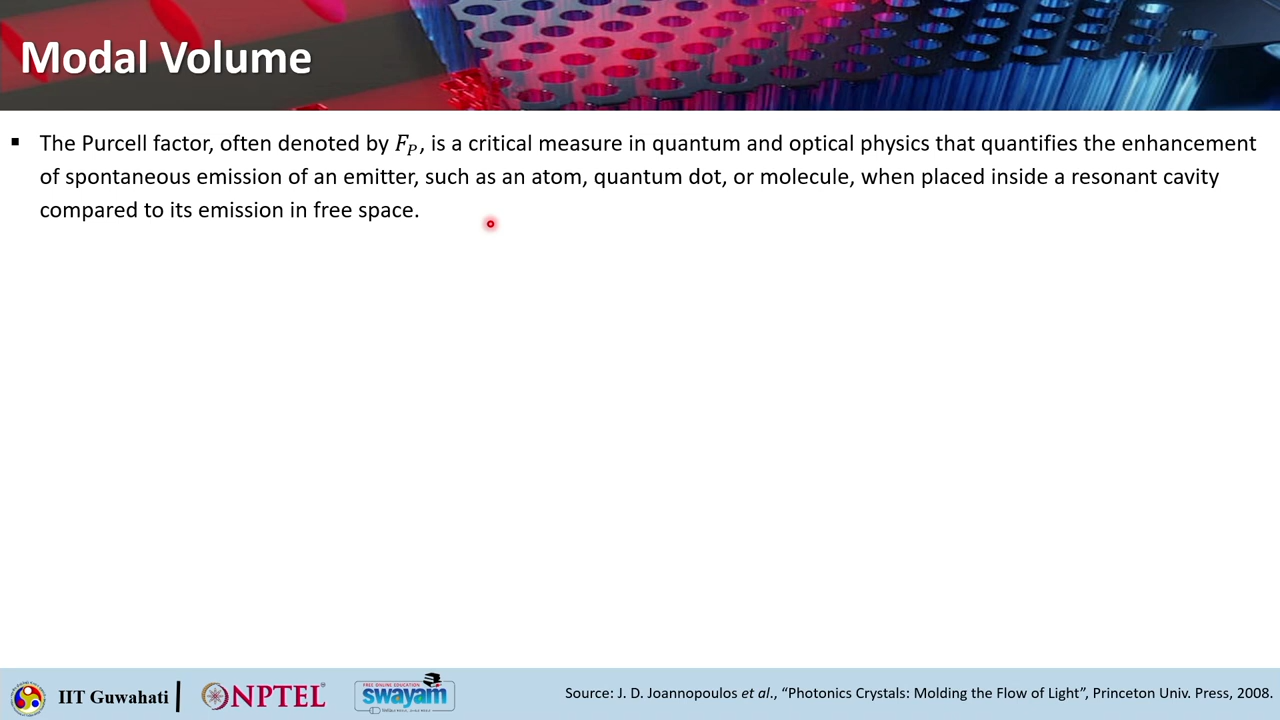 Modal Volume
▪ The Purcell factor, often denoted by F_P, is a critical measure in quantum and optical physics that quantifies the enhancement
of spontaneous emission of an emitter, such as an atom, quantum dot, or molecule, when placed inside a resonant cavity
compared to its emission in free space.
IIT Guwahati
NPTEL
FREE ONLINE EDUCATION
swayam
Source: J. D. Joannopoulos et al., “Photonics Crystals: Molding the Flow of Light”, Princeton Univ. Press, 2008.